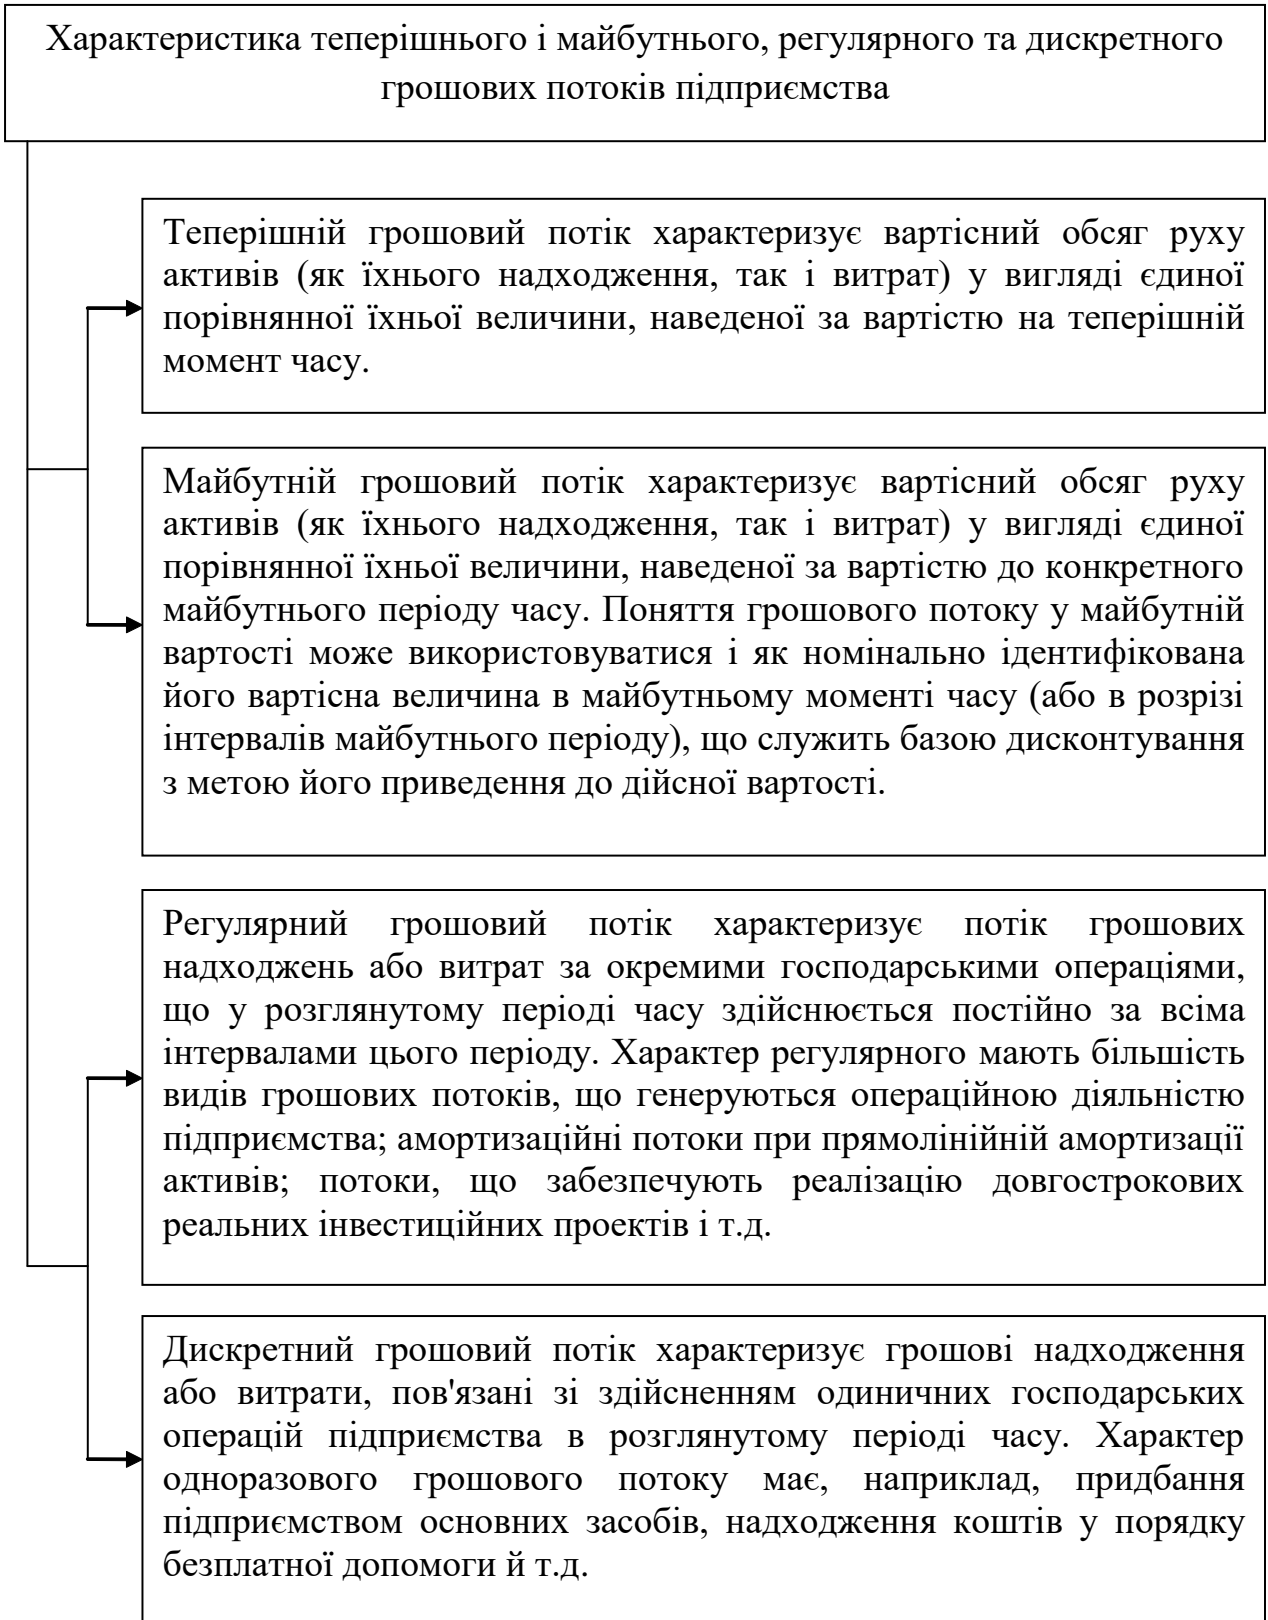 Характеристика теперішнього і майбутнього, регулярного та дискретного
грошових потоків підприємства
Теперішній грошовий потік характеризує вартісний обсяг руху
активів (як їхнього надходження, так і витрат) у вигляді єдиної
порівнянної їхньої величини, наведеної за вартістю на теперішній
момент часу.
Майбутній грошовий потік характеризує вартісний обсяг руху
активів (як їхнього надходження, так і витрат) у вигляді єдиної
порівнянної їхньої величини, наведеної за вартістю до конкретного
майбутнього періоду часу. Поняття грошового потоку у майбутній
вартості може використовуватися і як номінально ідентифікована
його вартісна величина в майбутньому моменті часу (або в розрізі
інтервалів майбутнього періоду), що служить базою дисконтування
з метою його приведення до дійсної вартості.
Регулярний грошовий потік характеризує потік грошових
надходжень або витрат за окремими господарськими операціями,
що у розглянутому періоді часу здійснюється постійно за всіма
інтервалами цього періоду. Характер регулярного мають більшість
видів грошових потоків, що генеруються операційною діяльністю
підприємства; амортизаційні потоки при прямолінійній амортизації
активів; потоки, що забезпечують реалізацію довгострокових
реальних інвестиційних проектів і т.д.
Дискретний грошовий потік характеризує грошові надходження
або витрати, пов'язані зі здійсненням одиничних господарських
операцій підприємства в розглянутому періоді часу. Характер
одноразового грошового потоку має, наприклад, придбання
підприємством основних засобів, надходження коштів у порядку
безплатної допомоги й т.д.